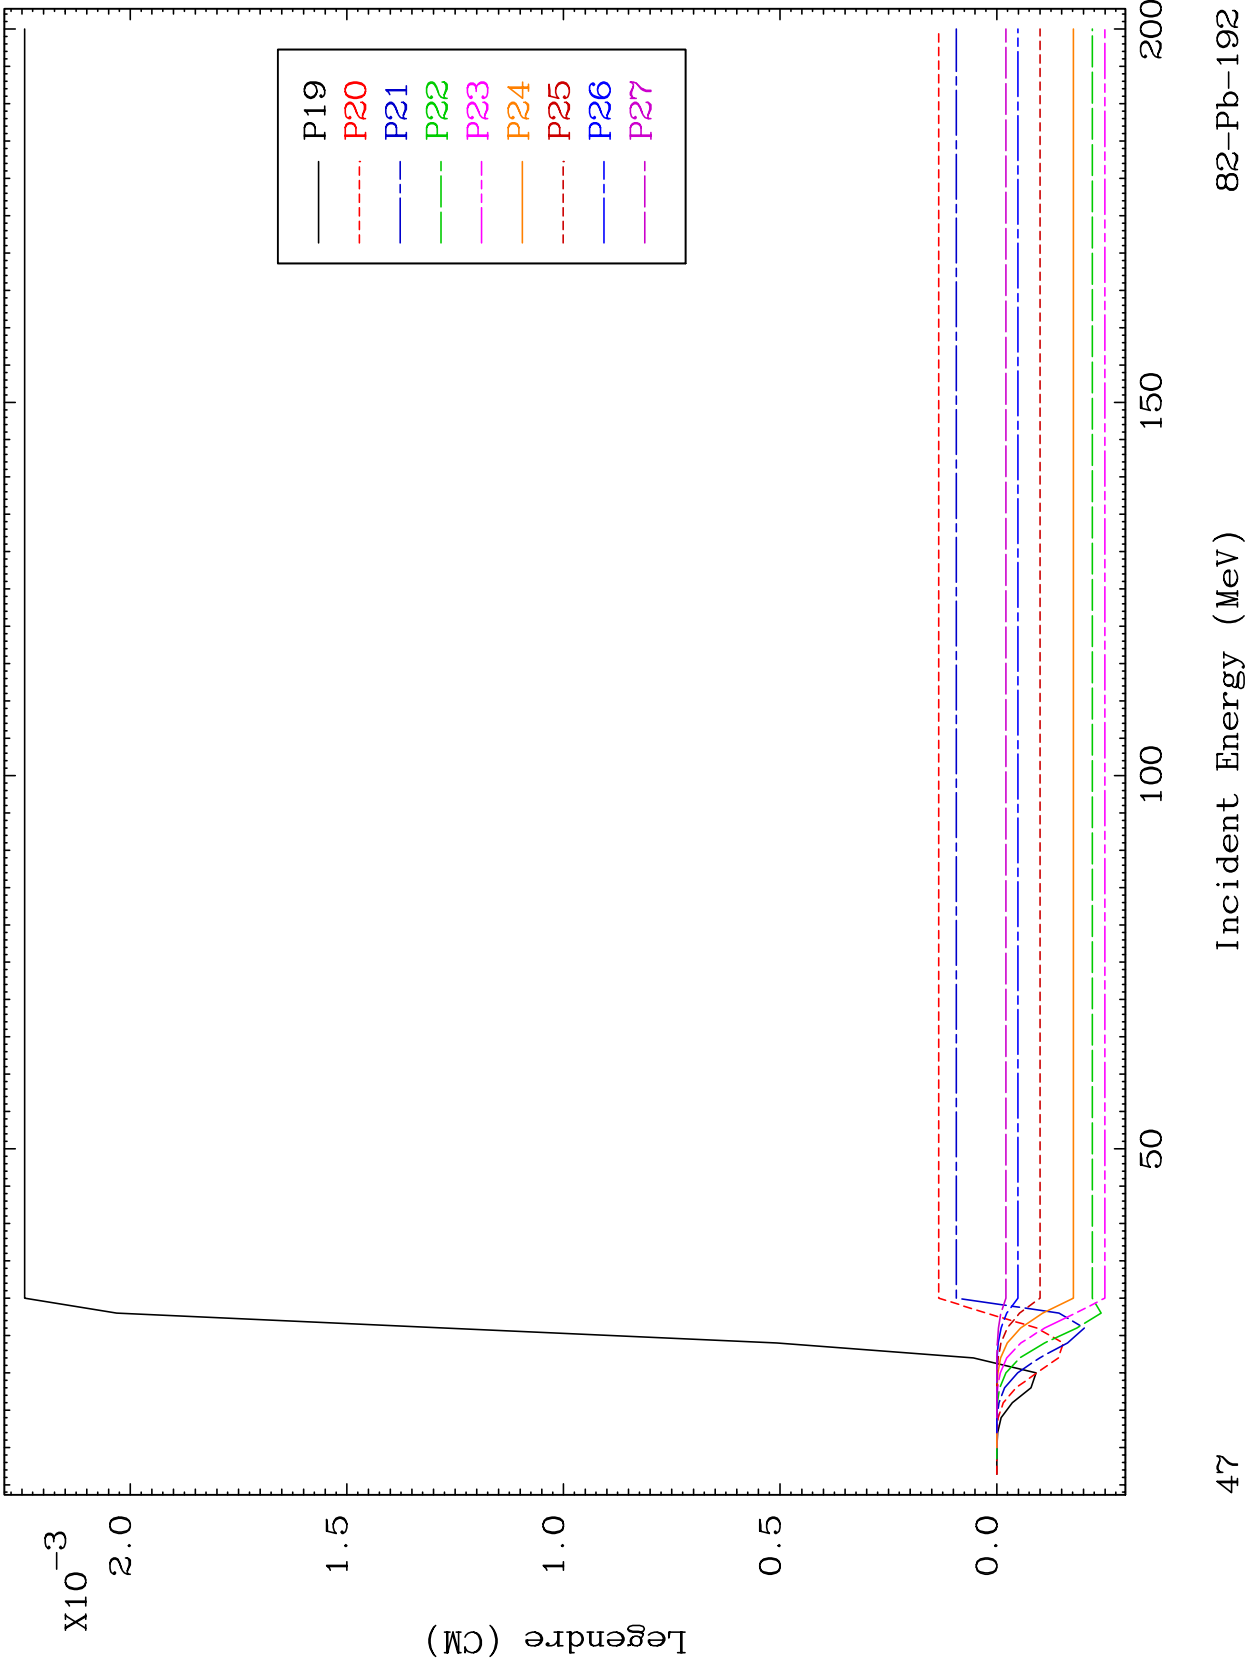 X10-3
2.0
1.5
1.0
0.5
0.0
Legendre (CM)
P19
P20
P21
P22
P23
P24
P25
P26
P27
50
100
150
200
Incident Energy (MeV)
47
82-Pb-192